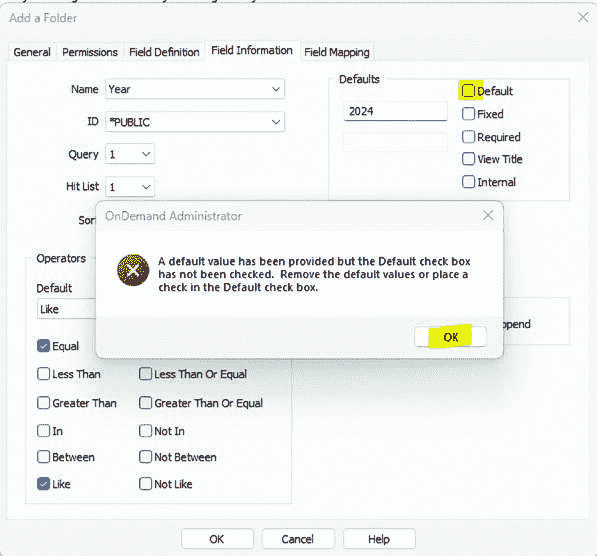 Add a Folder
General Permissions Field Definition Field Information Field Mapping
Name Year
ID *PUBLIC
Query 1
Hit List 1
Sor
Defaults
2024
Default
Fixed
Required
View Title
Internal
OnDemand Administrator
A default value has been provided but the Default check box
has not been checked. Remove the default values or place a
check in the Default check box.
OK
Operators
Default
Like
ppend
Equal
Less Than Less Than Or Equal
Greater Than Greater Than Or Equal
In Not In
Between Not Between
Like Not Like
OK Cancel Help